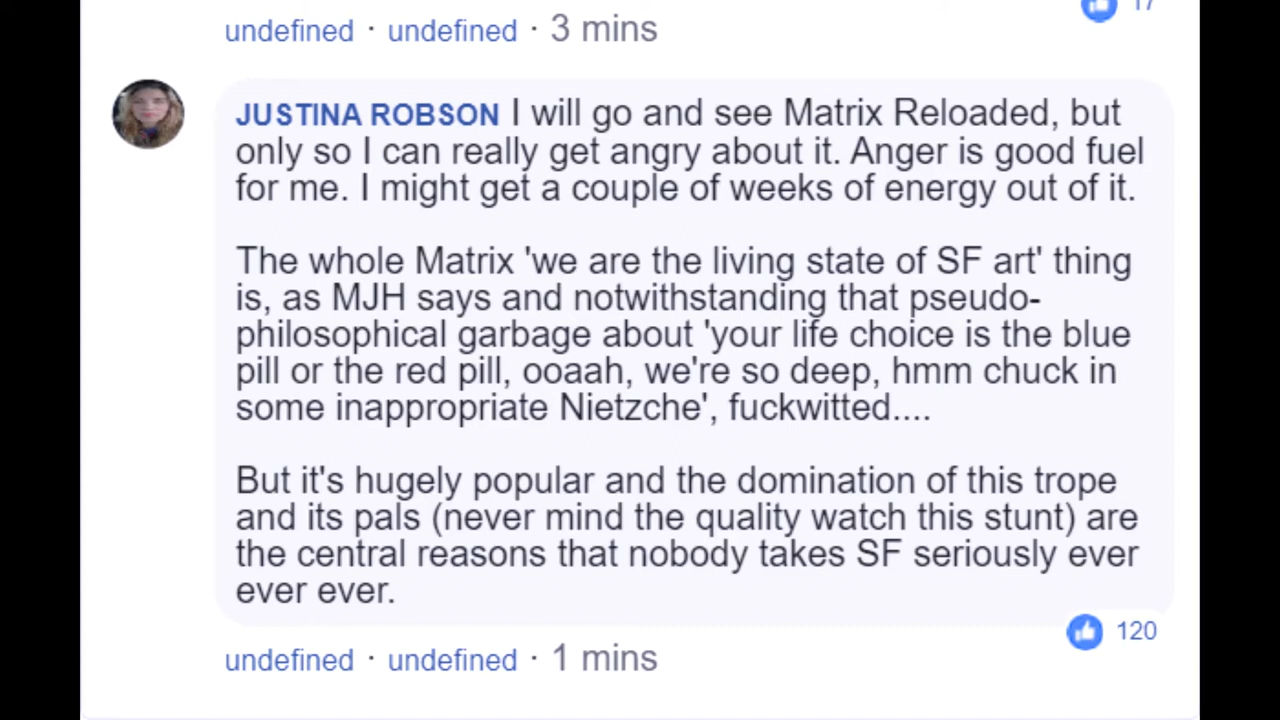 17
undefined · undefined · 3 mins
JUSTINA ROBSON I will go and see Matrix Reloaded, but
only so I can really get angry about it. Anger is good fuel
for me. I might get a couple of weeks of energy out of it.
The whole Matrix 'we are the living state of SF art' thing
is, as MJH says and notwithstanding that pseudo-
philosophical garbage about 'your life choice is the blue
pill or the red pill, ooaah, we're so deep, hmm chuck in
some inappropriate Nietzche', fuckwitted....
But it's hugely popular and the domination of this trope
and its pals (never mind the quality watch this stunt) are
the central reasons that nobody takes SF seriously ever
ever ever.
120
undefined · undefined · 1 mins